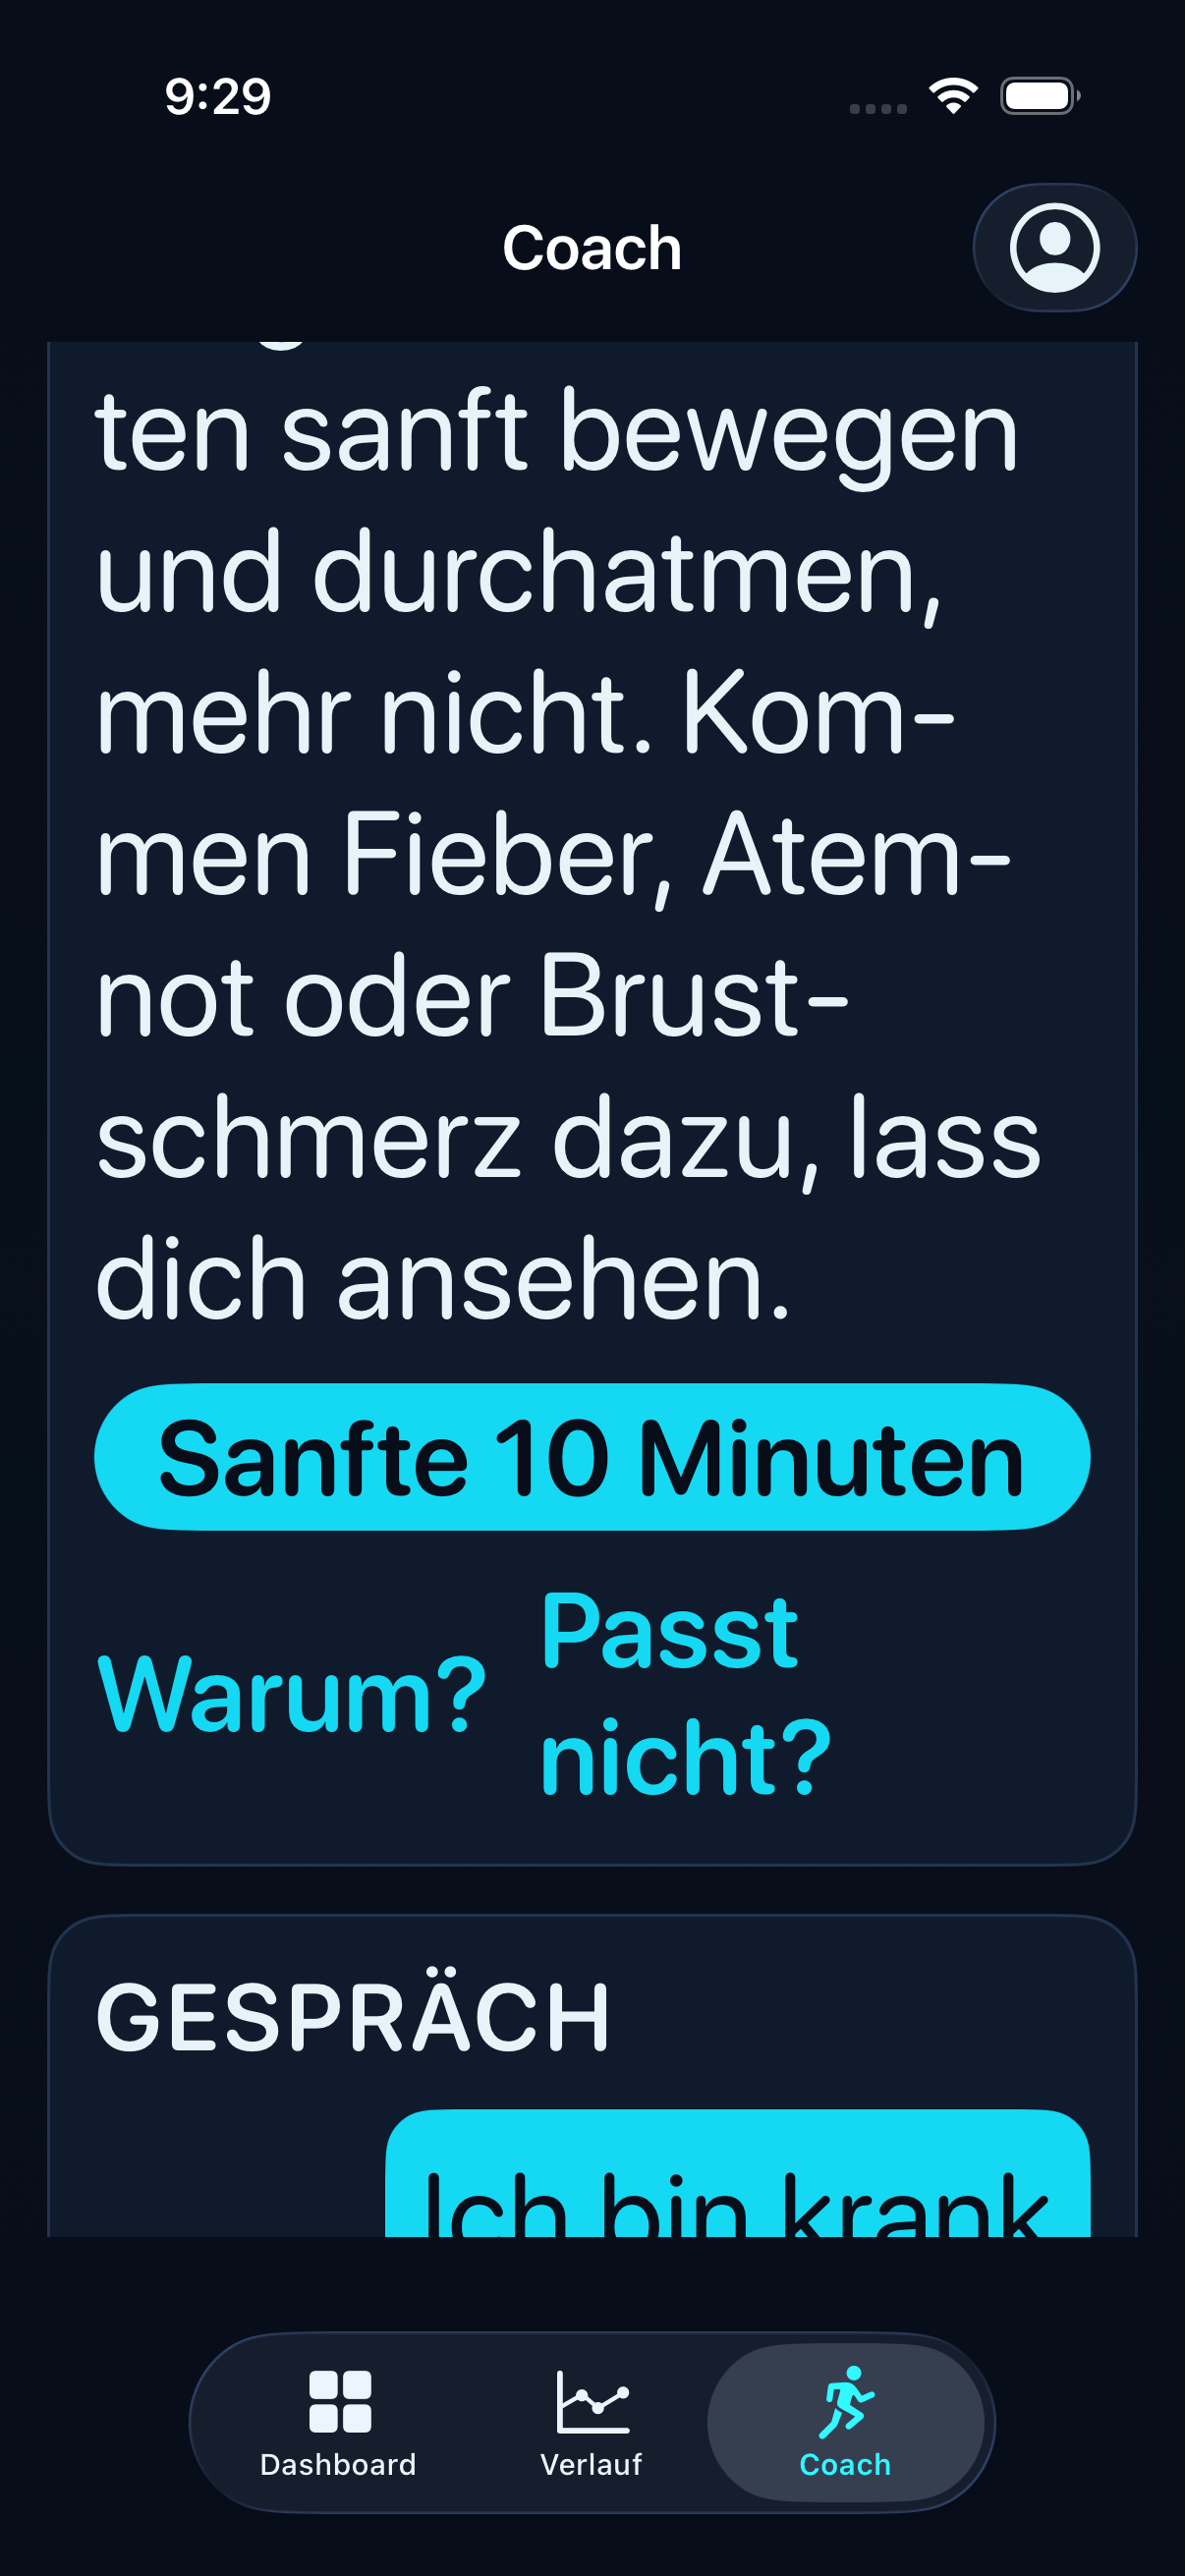 9:29
Coach
ten sanft bewegen
und durchatmen,
mehr nicht. Kom-
men Fieber, Atem-
not oder Brust-
schmerz dazu, lass
dich ansehen.
Sanfte 10 Minuten
Warum?
Passt
nicht?
GESPRÄCH
Ich bin krank
Dashboard
Verlauf
Coach